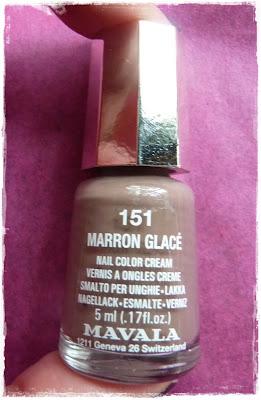 151
MARRON GLACÉ
NAIL COLOR CREAM
VERNIS A ONGLES CREME
SMALTO PER UNGHIE•LAKKA
NAGELLACK•ESMALTE•VERNIZ
5 ml (.17fl.oz.)
MAVALA
1211 Geneva 26 Switzerland